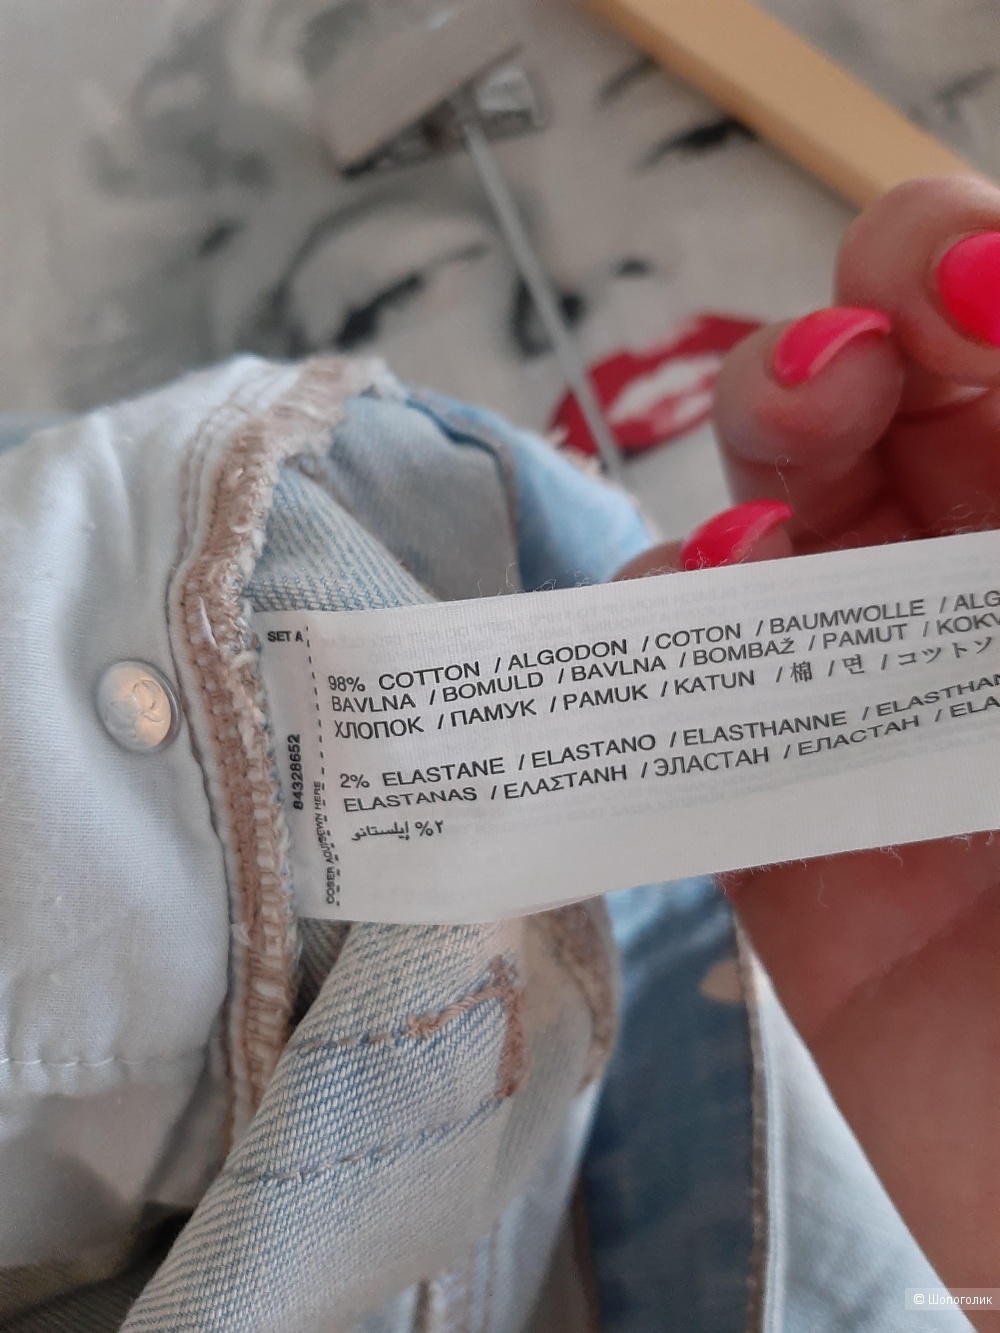 SET A
98% COTTON / ALGODON / COTON / BAUMWOLLE / ALG
BAVLNA / BOMULD / BAVLNA / BOMBAŽ / PAMUT / KOKV
ХЛОПОК / ПАМУК / PAMUK / KATUN / 棉 / 면 / コットン
2% ELASTANE / ELASTANO / ELASTHANNE / ELASTHAN
ELASTANAS / ΕΛΑΣΤΑΝΗ / ЭЛАСТАН / ЕЛАСТАН / ELA
٢% إيلستانو
84328652
COSER AQUI/SEWN HERE
© Шопоголик